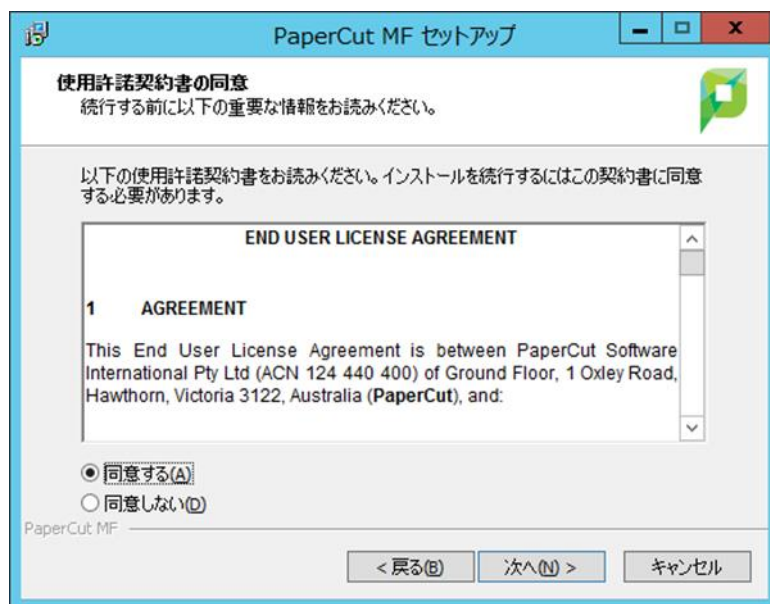 PaperCut MF セットアップ
使用許諾契約書の同意
続行する前に以下の重要な情報をお読みください。
以下の使用許諾契約書をお読みください。インストールを続行するにはこの契約書に同意
する必要があります。
END USER LICENSE AGREEMENT
1 AGREEMENT
This End User License Agreement is between PaperCut Software
International Pty Ltd (ACN 124 440 400) of Ground Floor, 1 Oxley Road,
Hawthorn, Victoria 3122, Australia (PaperCut), and:
同意する(A)
同意しない(D)
PaperCut MF
< 戻る(B) 次へ(N) > キャンセル